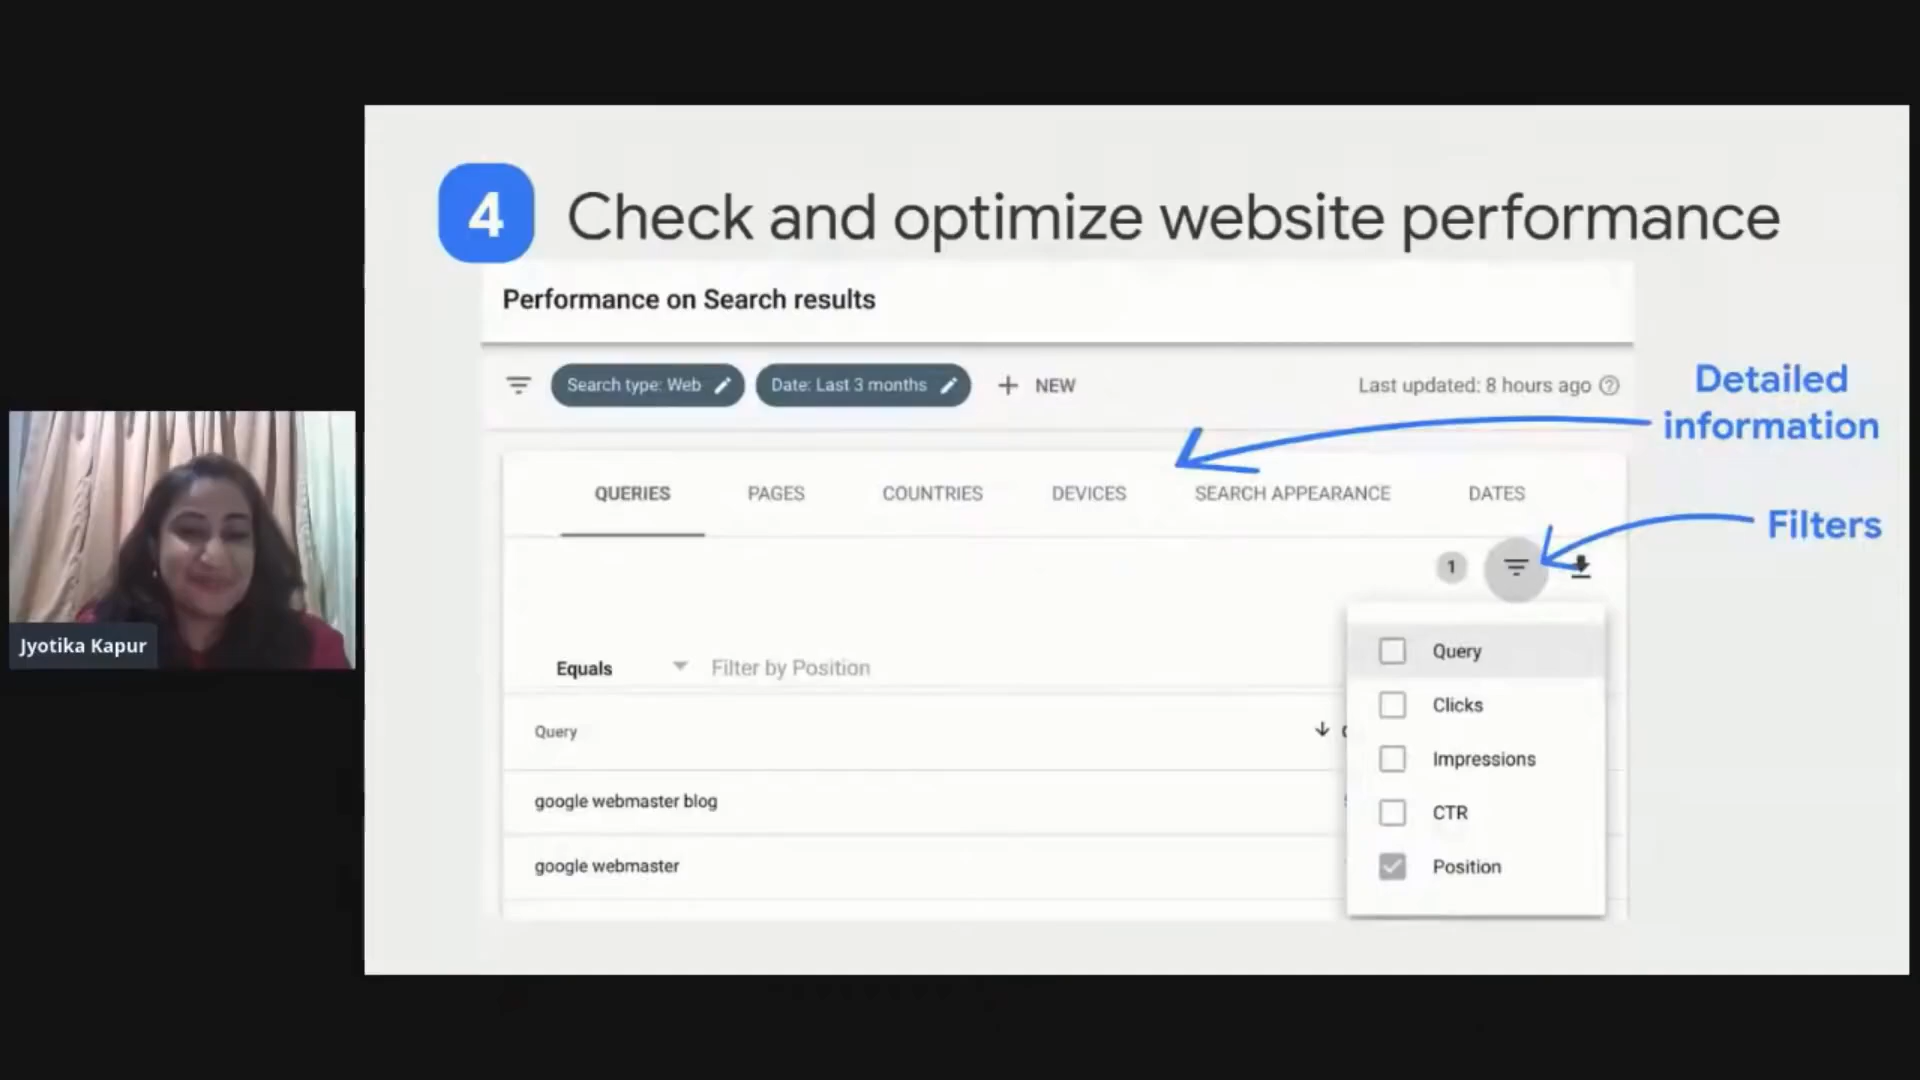 4 Check and optimize website performance
Performance on Search results
Search type: Web Date: Last 3 months NEW Last updated: 8 hours ago
Detailed
information
QUERIES PAGES COUNTRIES DEVICES SEARCH APPEARANCE DATES
Filters
1
Equals Filter by Position
Query
google webmaster blog
google webmaster
Query
Clicks
Impressions
CTR
Position
Jyotika Kapur